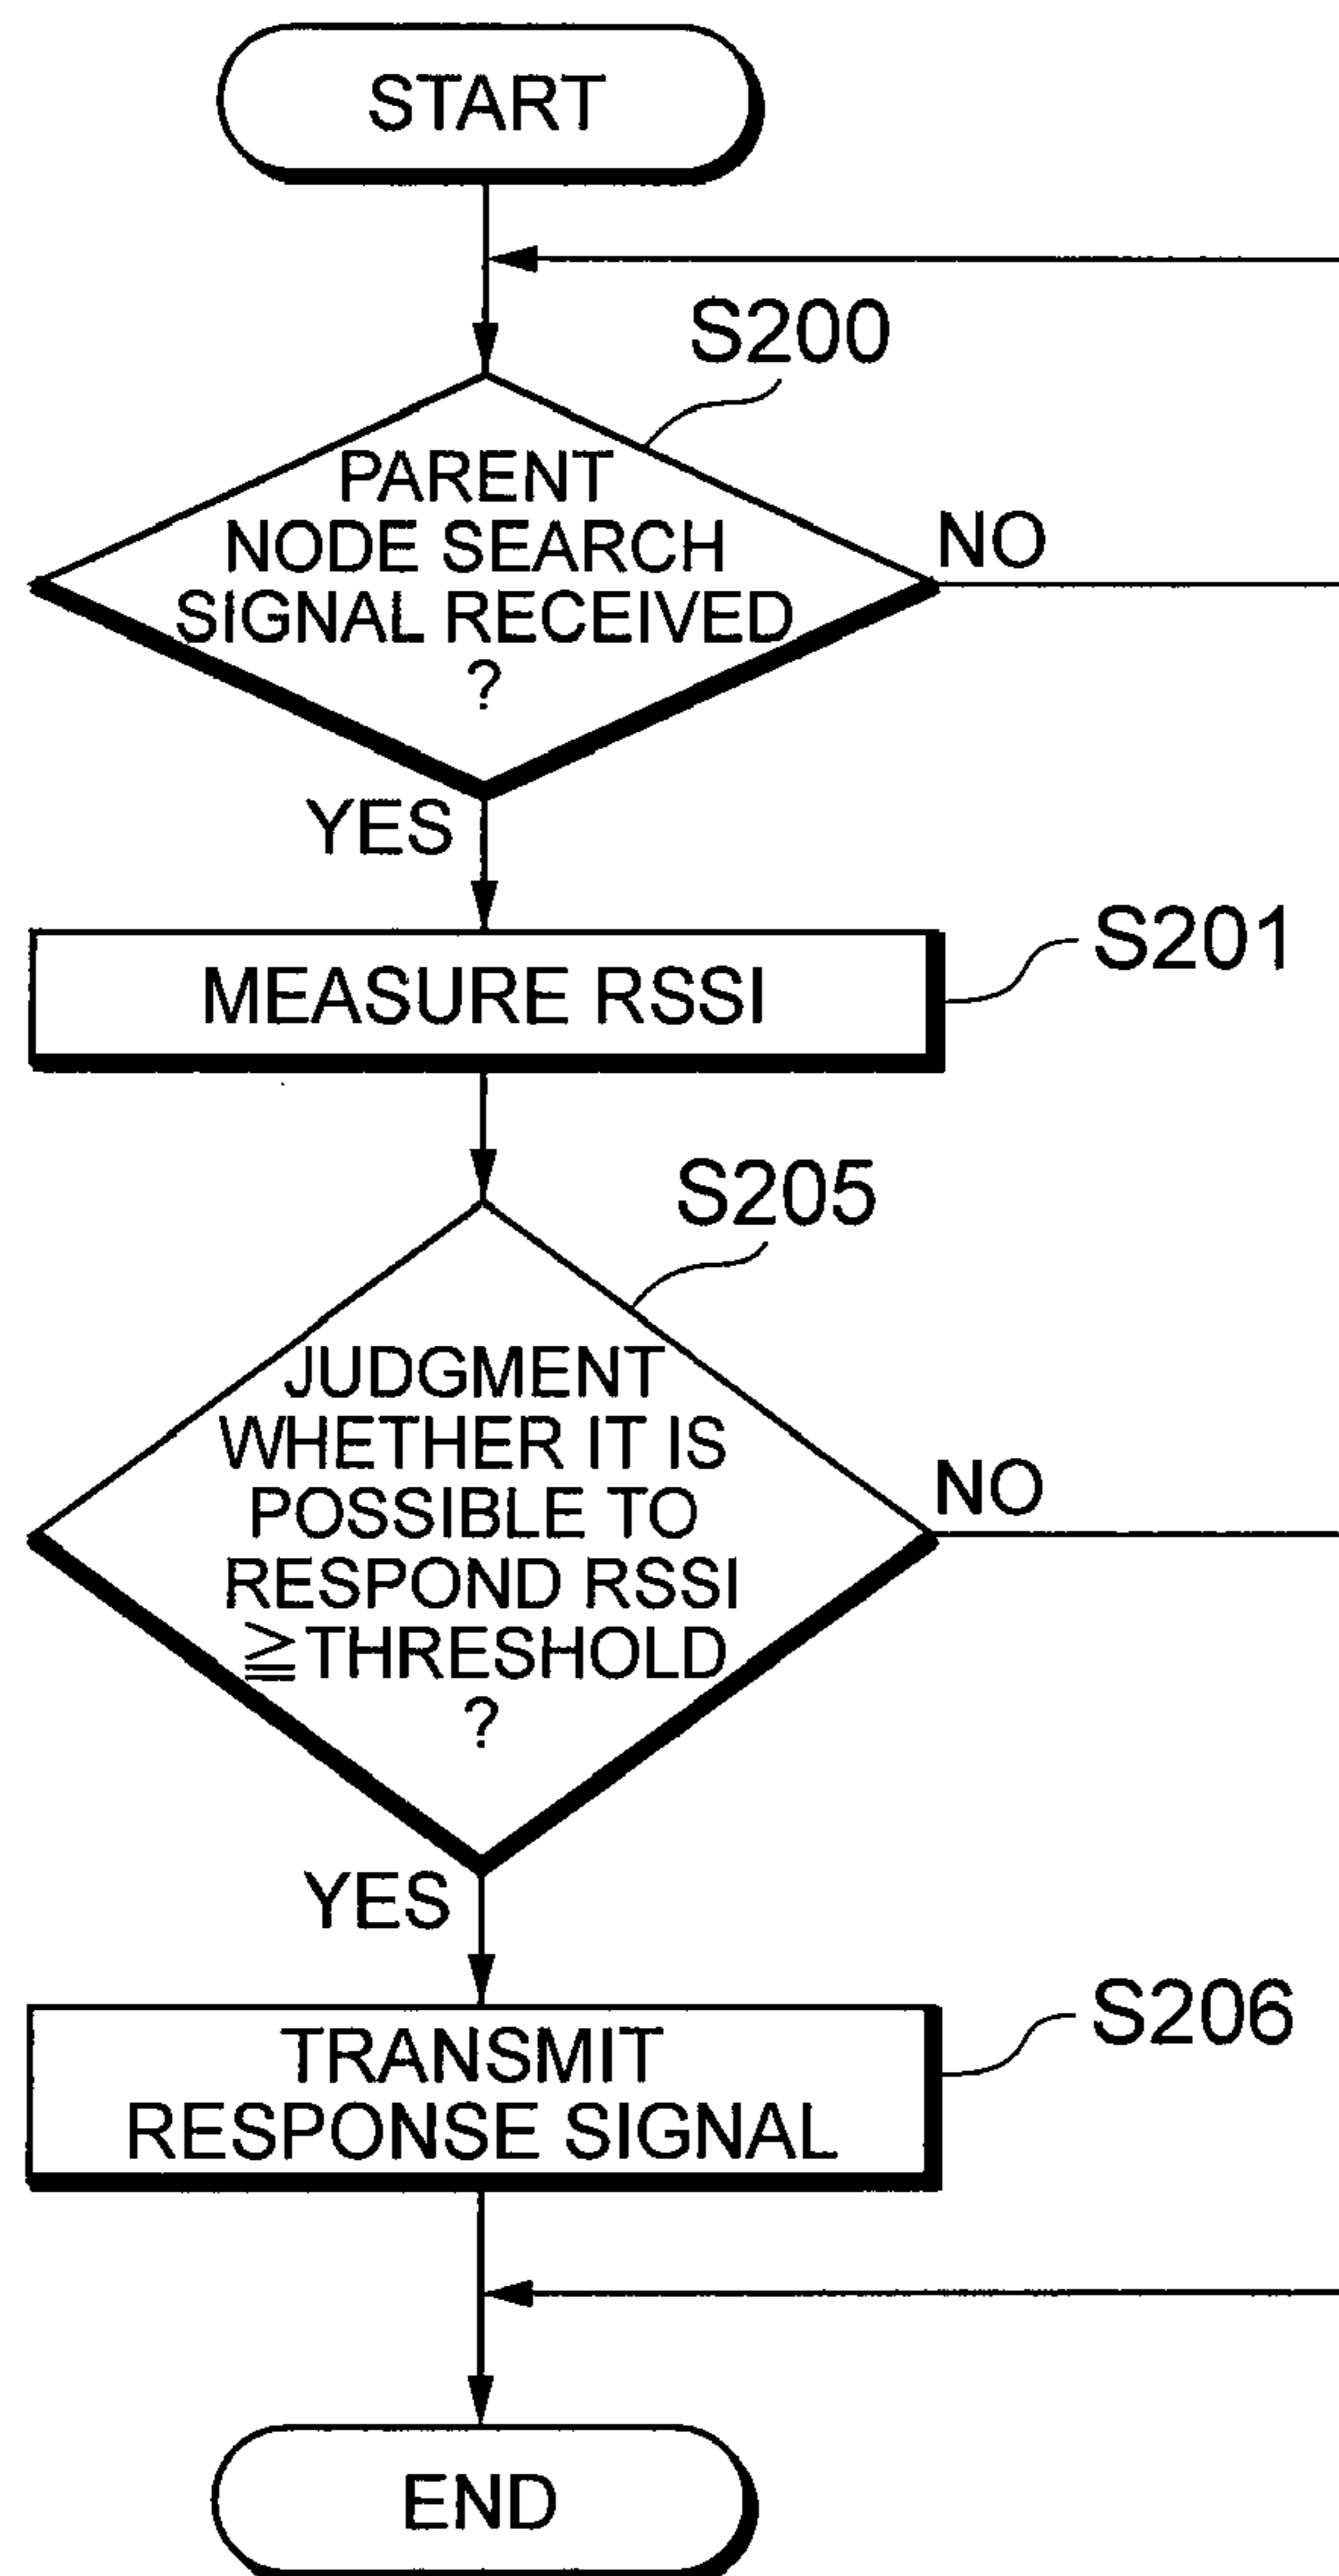 START
S200
PARENT
NODE SEARCH
SIGNAL RECEIVED
?
NO
YES
MEASURE RSSI
S201
S205
JUDGMENT
WHETHER IT IS
POSSIBLE TO
RESPOND RSSI
≧THRESHOLD
?
NO
YES
TRANSMIT
RESPONSE SIGNAL
S206
END